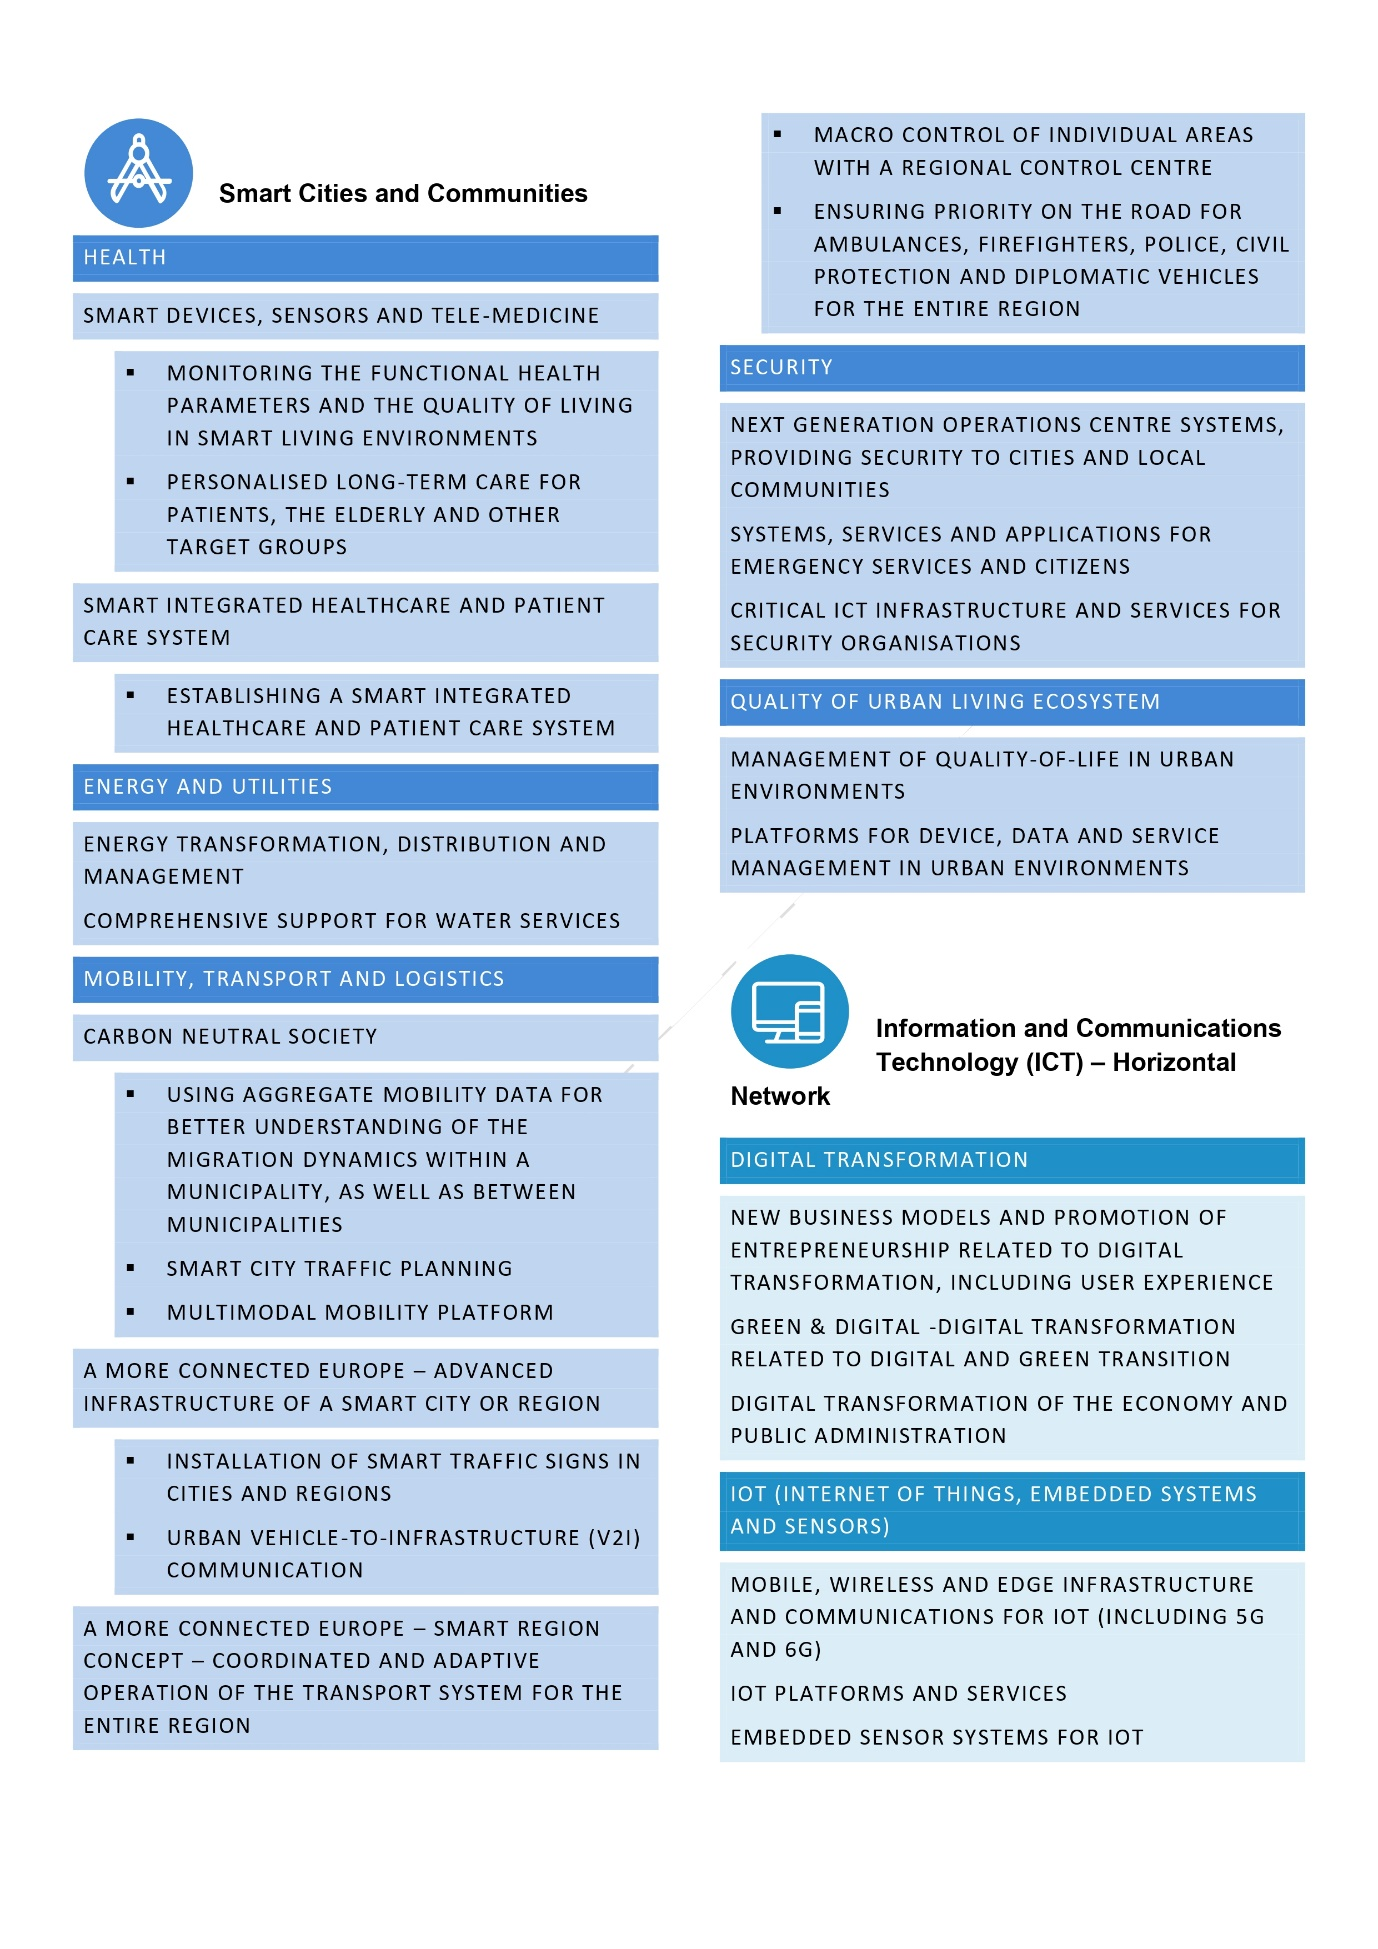 Smart Cities and Communities
HEALTH
SMART DEVICES, SENSORS AND TELE-MEDICINE
▪ MONITORING THE FUNCTIONAL HEALTH
PARAMETERS AND THE QUALITY OF LIVING
IN SMART LIVING ENVIRONMENTS
▪ PERSONALISED LONG-TERM CARE FOR
PATIENTS, THE ELDERLY AND OTHER
TARGET GROUPS
SMART INTEGRATED HEALTHCARE AND PATIENT
CARE SYSTEM
▪ ESTABLISHING A SMART INTEGRATED
HEALTHCARE AND PATIENT CARE SYSTEM
ENERGY AND UTILITIES
ENERGY TRANSFORMATION, DISTRIBUTION AND
MANAGEMENT
COMPREHENSIVE SUPPORT FOR WATER SERVICES
MOBILITY, TRANSPORT AND LOGISTICS
CARBON NEUTRAL SOCIETY
▪ USING AGGREGATE MOBILITY DATA FOR
BETTER UNDERSTANDING OF THE
MIGRATION DYNAMICS WITHIN A
MUNICIPALITY, AS WELL AS BETWEEN
MUNICIPALITIES
▪ SMART CITY TRAFFIC PLANNING
▪ MULTIMODAL MOBILITY PLATFORM
A MORE CONNECTED EUROPE – ADVANCED
INFRASTRUCTURE OF A SMART CITY OR REGION
▪ INSTALLATION OF SMART TRAFFIC SIGNS IN
CITIES AND REGIONS
▪ URBAN VEHICLE-TO-INFRASTRUCTURE (V2I)
COMMUNICATION
A MORE CONNECTED EUROPE – SMART REGION
CONCEPT – COORDINATED AND ADAPTIVE
OPERATION OF THE TRANSPORT SYSTEM FOR THE
ENTIRE REGION
▪ MACRO CONTROL OF INDIVIDUAL AREAS
WITH A REGIONAL CONTROL CENTRE
▪ ENSURING PRIORITY ON THE ROAD FOR
AMBULANCES, FIREFIGHTERS, POLICE, CIVIL
PROTECTION AND DIPLOMATIC VEHICLES
FOR THE ENTIRE REGION
SECURITY
NEXT GENERATION OPERATIONS CENTRE SYSTEMS,
PROVIDING SECURITY TO CITIES AND LOCAL
COMMUNITIES
SYSTEMS, SERVICES AND APPLICATIONS FOR
EMERGENCY SERVICES AND CITIZENS
CRITICAL ICT INFRASTRUCTURE AND SERVICES FOR
SECURITY ORGANISATIONS
QUALITY OF URBAN LIVING ECOSYSTEM
MANAGEMENT OF QUALITY-OF-LIFE IN URBAN
ENVIRONMENTS
PLATFORMS FOR DEVICE, DATA AND SERVICE
MANAGEMENT IN URBAN ENVIRONMENTS
Information and Communications
Technology (ICT) – Horizontal
Network
DIGITAL TRANSFORMATION
NEW BUSINESS MODELS AND PROMOTION OF
ENTREPRENEURSHIP RELATED TO DIGITAL
TRANSFORMATION, INCLUDING USER EXPERIENCE
GREEN & DIGITAL -DIGITAL TRANSFORMATION
RELATED TO DIGITAL AND GREEN TRANSITION
DIGITAL TRANSFORMATION OF THE ECONOMY AND
PUBLIC ADMINISTRATION
IOT (INTERNET OF THINGS, EMBEDDED SYSTEMS
AND SENSORS)
MOBILE, WIRELESS AND EDGE INFRASTRUCTURE
AND COMMUNICATIONS FOR IOT (INCLUDING 5G
AND 6G)
IOT PLATFORMS AND SERVICES
EMBEDDED SENSOR SYSTEMS FOR IOT